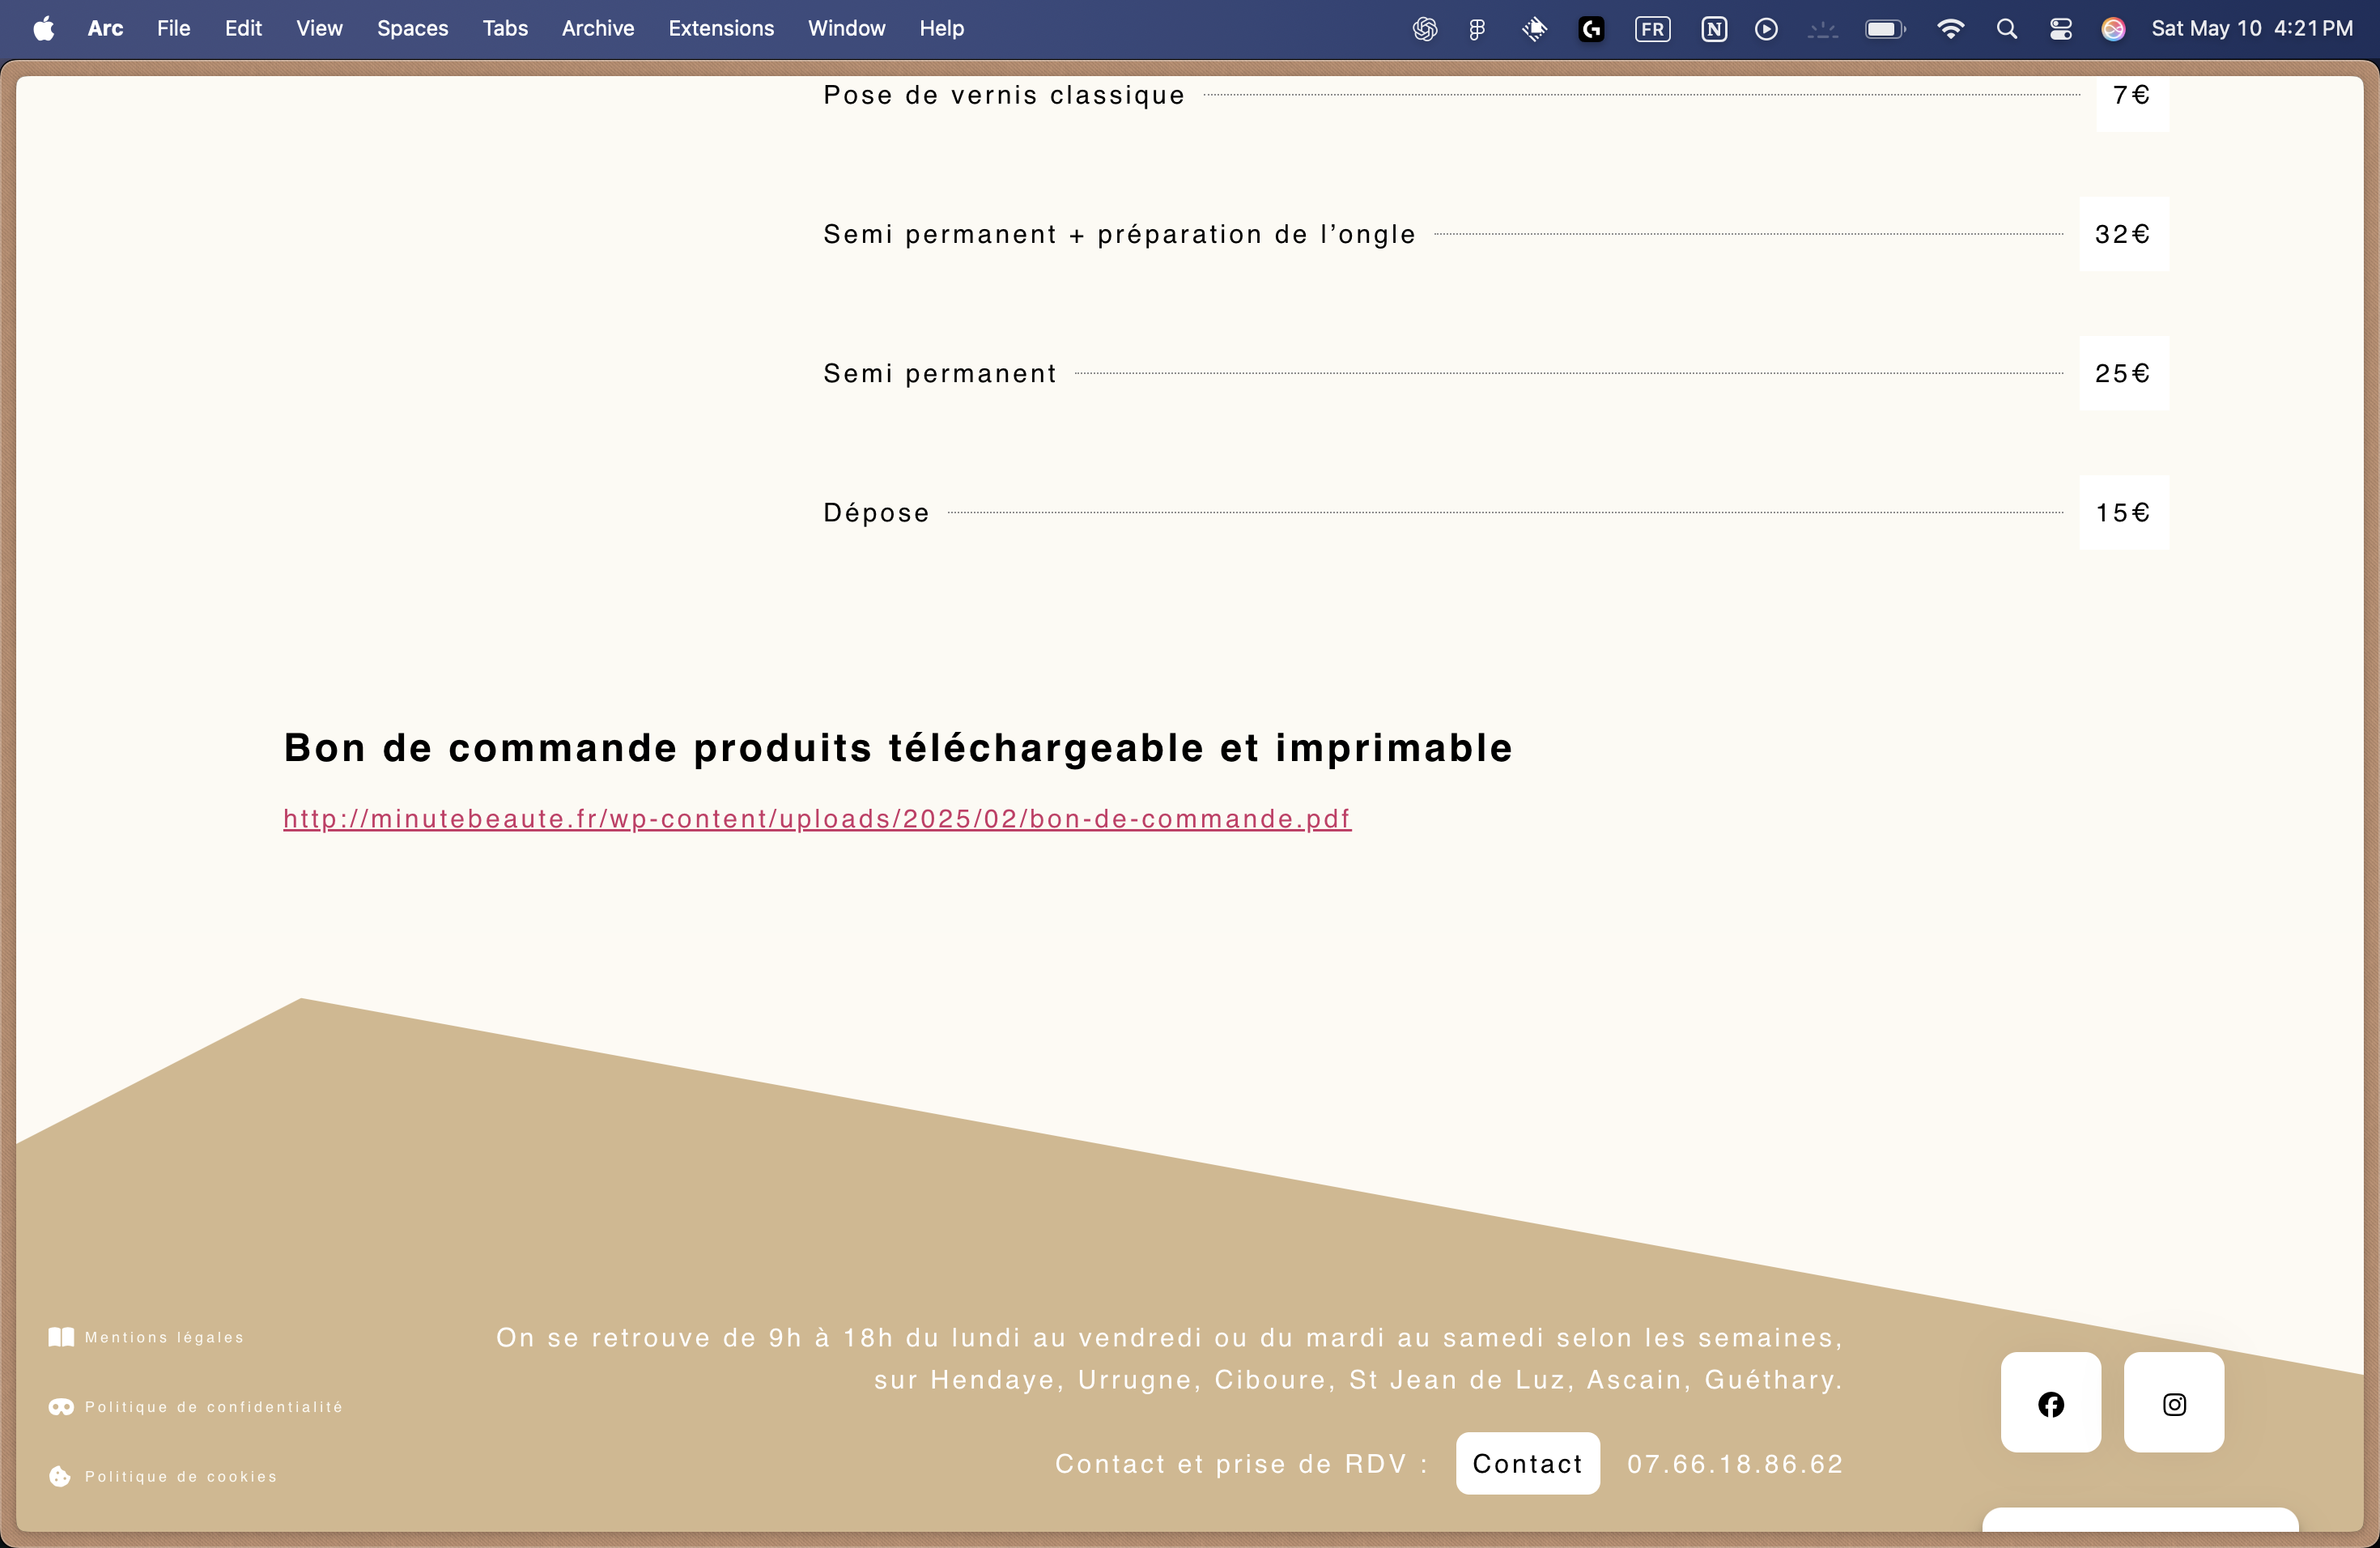 Arc File Edit View Spaces Tabs Archive Extensions Window Help FR N Sat May 10 4:21 PM
Pose de vernis classique 7€
Semi permanent + préparation de l’ongle 32€
Semi permanent 25€
Dépose 15€
Bon de commande produits téléchargeable et imprimable
http://minutebeaute.fr/wp-content/uploads/2025/02/bon-de-commande.pdf
Mentions légales
Politique de confidentialité
Politique de cookies
On se retrouve de 9h à 18h du lundi au vendredi ou du mardi au samedi selon les semaines,
sur Hendaye, Urrugne, Ciboure, St Jean de Luz, Ascain, Guéthary.
Contact et prise de RDV : Contact 07.66.18.86.62